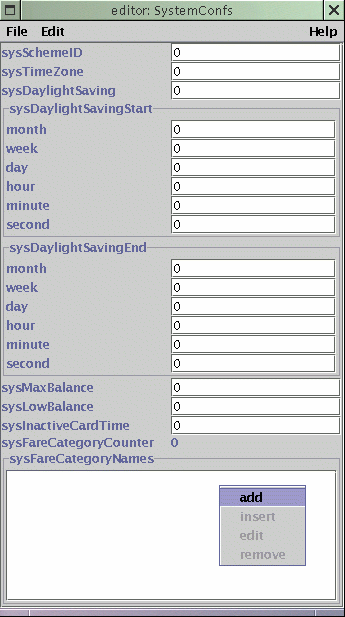 editor: SystemConfs
File Edit Help
sysSchemeID 0
sysTimeZone 0
sysDaylightSaving 0
sysDaylightSavingStart
month 0
week 0
day 0
hour 0
minute 0
second 0
sysDaylightSavingEnd
month 0
week 0
day 0
hour 0
minute 0
second 0
sysMaxBalance 0
sysLowBalance 0
sysInactiveCardTime 0
sysFareCategoryCounter 0
sysFareCategoryNames
add
insert
edit
remove